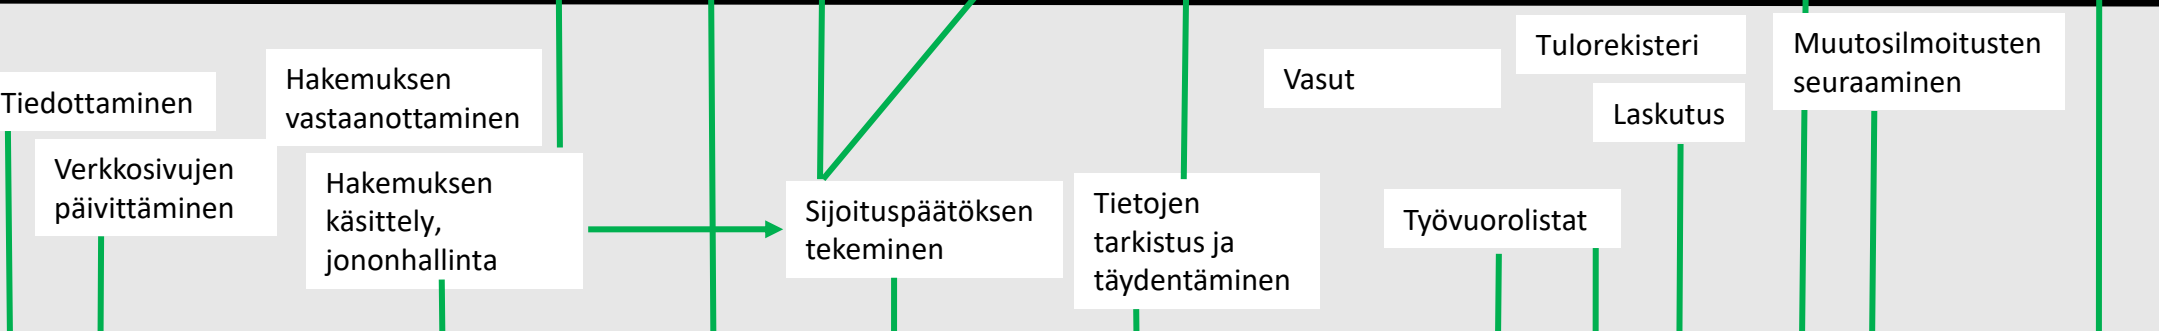 Tiedottaminen
Verkkosivujen
päivittäminen
Hakemuksen
vastaanottaminen
Hakemuksen
käsittely,
jononhallinta
Sijoituspäätöksen
tekeminen
Tietojen
tarkistus ja
täydentäminen
Vasut
Työvuorolistat
Tulorekisteri
Laskutus
Muutosilmoitusten
seuraaminen